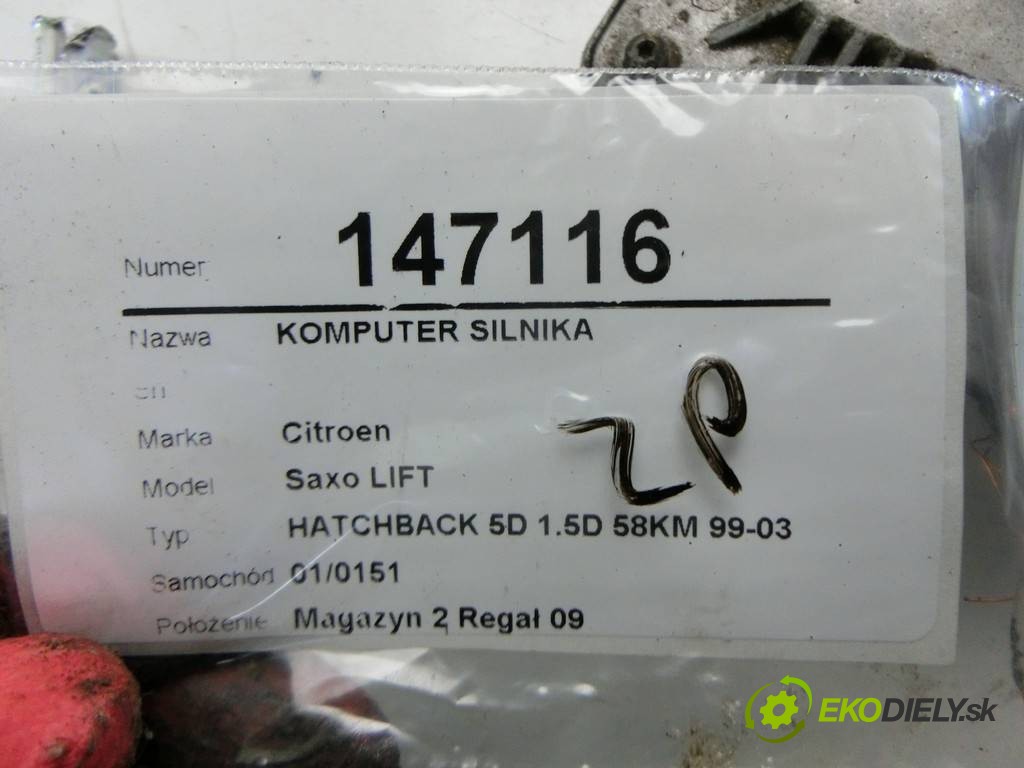 Numer 147116
Nazwa KOMPUTER SILNIKA
Marka Citroen
Model Saxo LIFT
Typ HATCHBACK 5D 1.5D 58KM 99-03
Samochód 01/0151
Położenie Magazyn 2 Regał 09
EKODIELY.sk